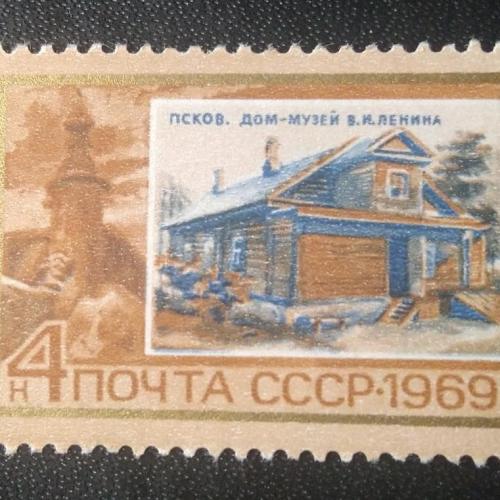 ПСКОВ. ДОМ-МУЗЕЙ В.И.ЛЕНИНА
4
к ПОЧТА СССР·1969